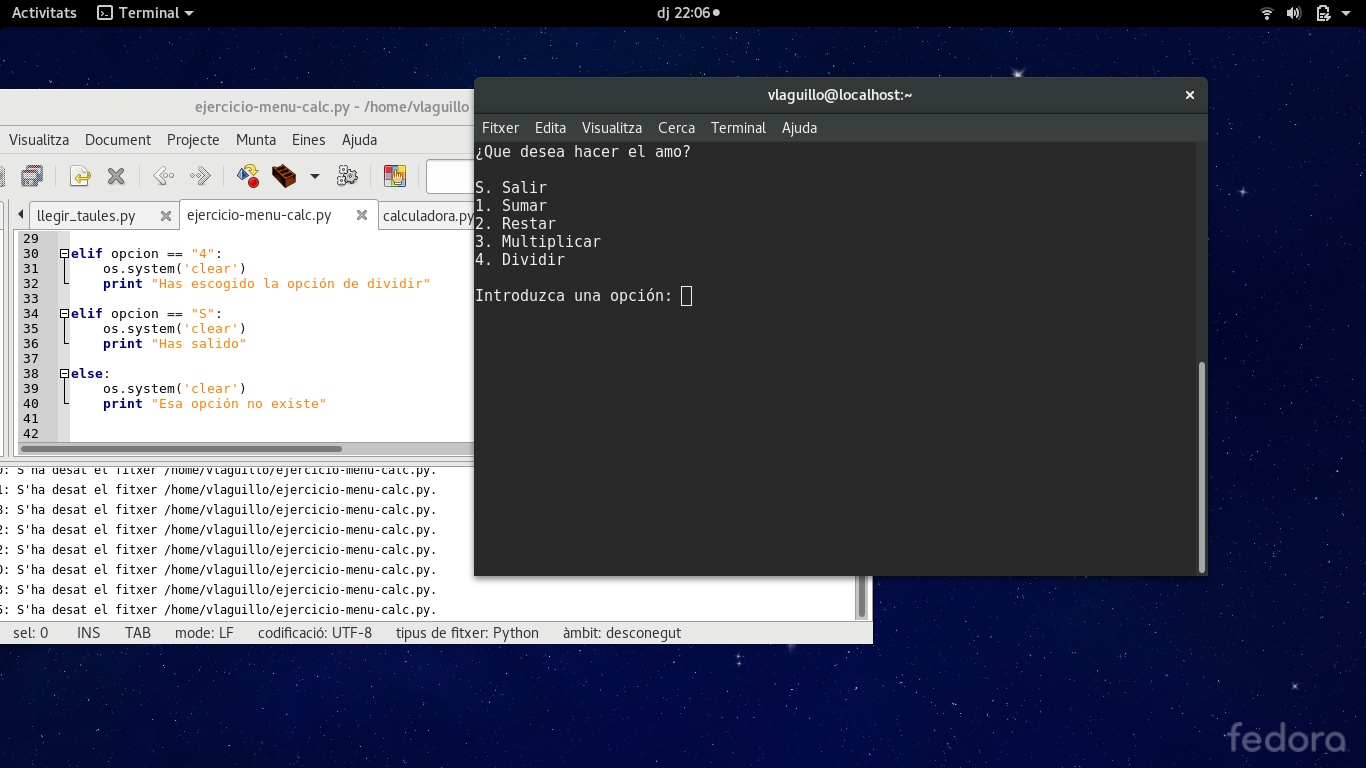 Activitats Terminal dj 22:06
ejercicio-menu-calc.py - /home/vlaguillo
Visualitza Document Projecte Munta Eines Ajuda
llegir_taules.py ejercicio-menu-calc.py calculadora.py
29
30 elif opcion == "4":
31 os.system('clear')
32 print "Has escogido la opción de dividir"
33
34 elif opcion == "S":
35 os.system('clear')
36 print "Has salido"
37
38 else:
39 os.system('clear')
40 print "Esa opción no existe"
41
42
S'ha desat el fitxer /home/vlaguillo/ejercicio-menu-calc.py.
1: S'ha desat el fitxer /home/vlaguillo/ejercicio-menu-calc.py.
3: S'ha desat el fitxer /home/vlaguillo/ejercicio-menu-calc.py.
2: S'ha desat el fitxer /home/vlaguillo/ejercicio-menu-calc.py.
2: S'ha desat el fitxer /home/vlaguillo/ejercicio-menu-calc.py.
0: S'ha desat el fitxer /home/vlaguillo/ejercicio-menu-calc.py.
3: S'ha desat el fitxer /home/vlaguillo/ejercicio-menu-calc.py.
S'ha desat el fitxer /home/vlaguillo/ejercicio-menu-calc.py.
sel: 0 INS TAB mode: LF codificació: UTF-8 tipus de fitxer: Python àmbit: desconegut
vlaguillo@localhost:~
Fitxer Edita Visualitza Cerca Terminal Ajuda
¿Que desea hacer el amo?
S. Salir
1. Sumar
2. Restar
3. Multiplicar
4. Dividir
Introduzca una opción:
fedora